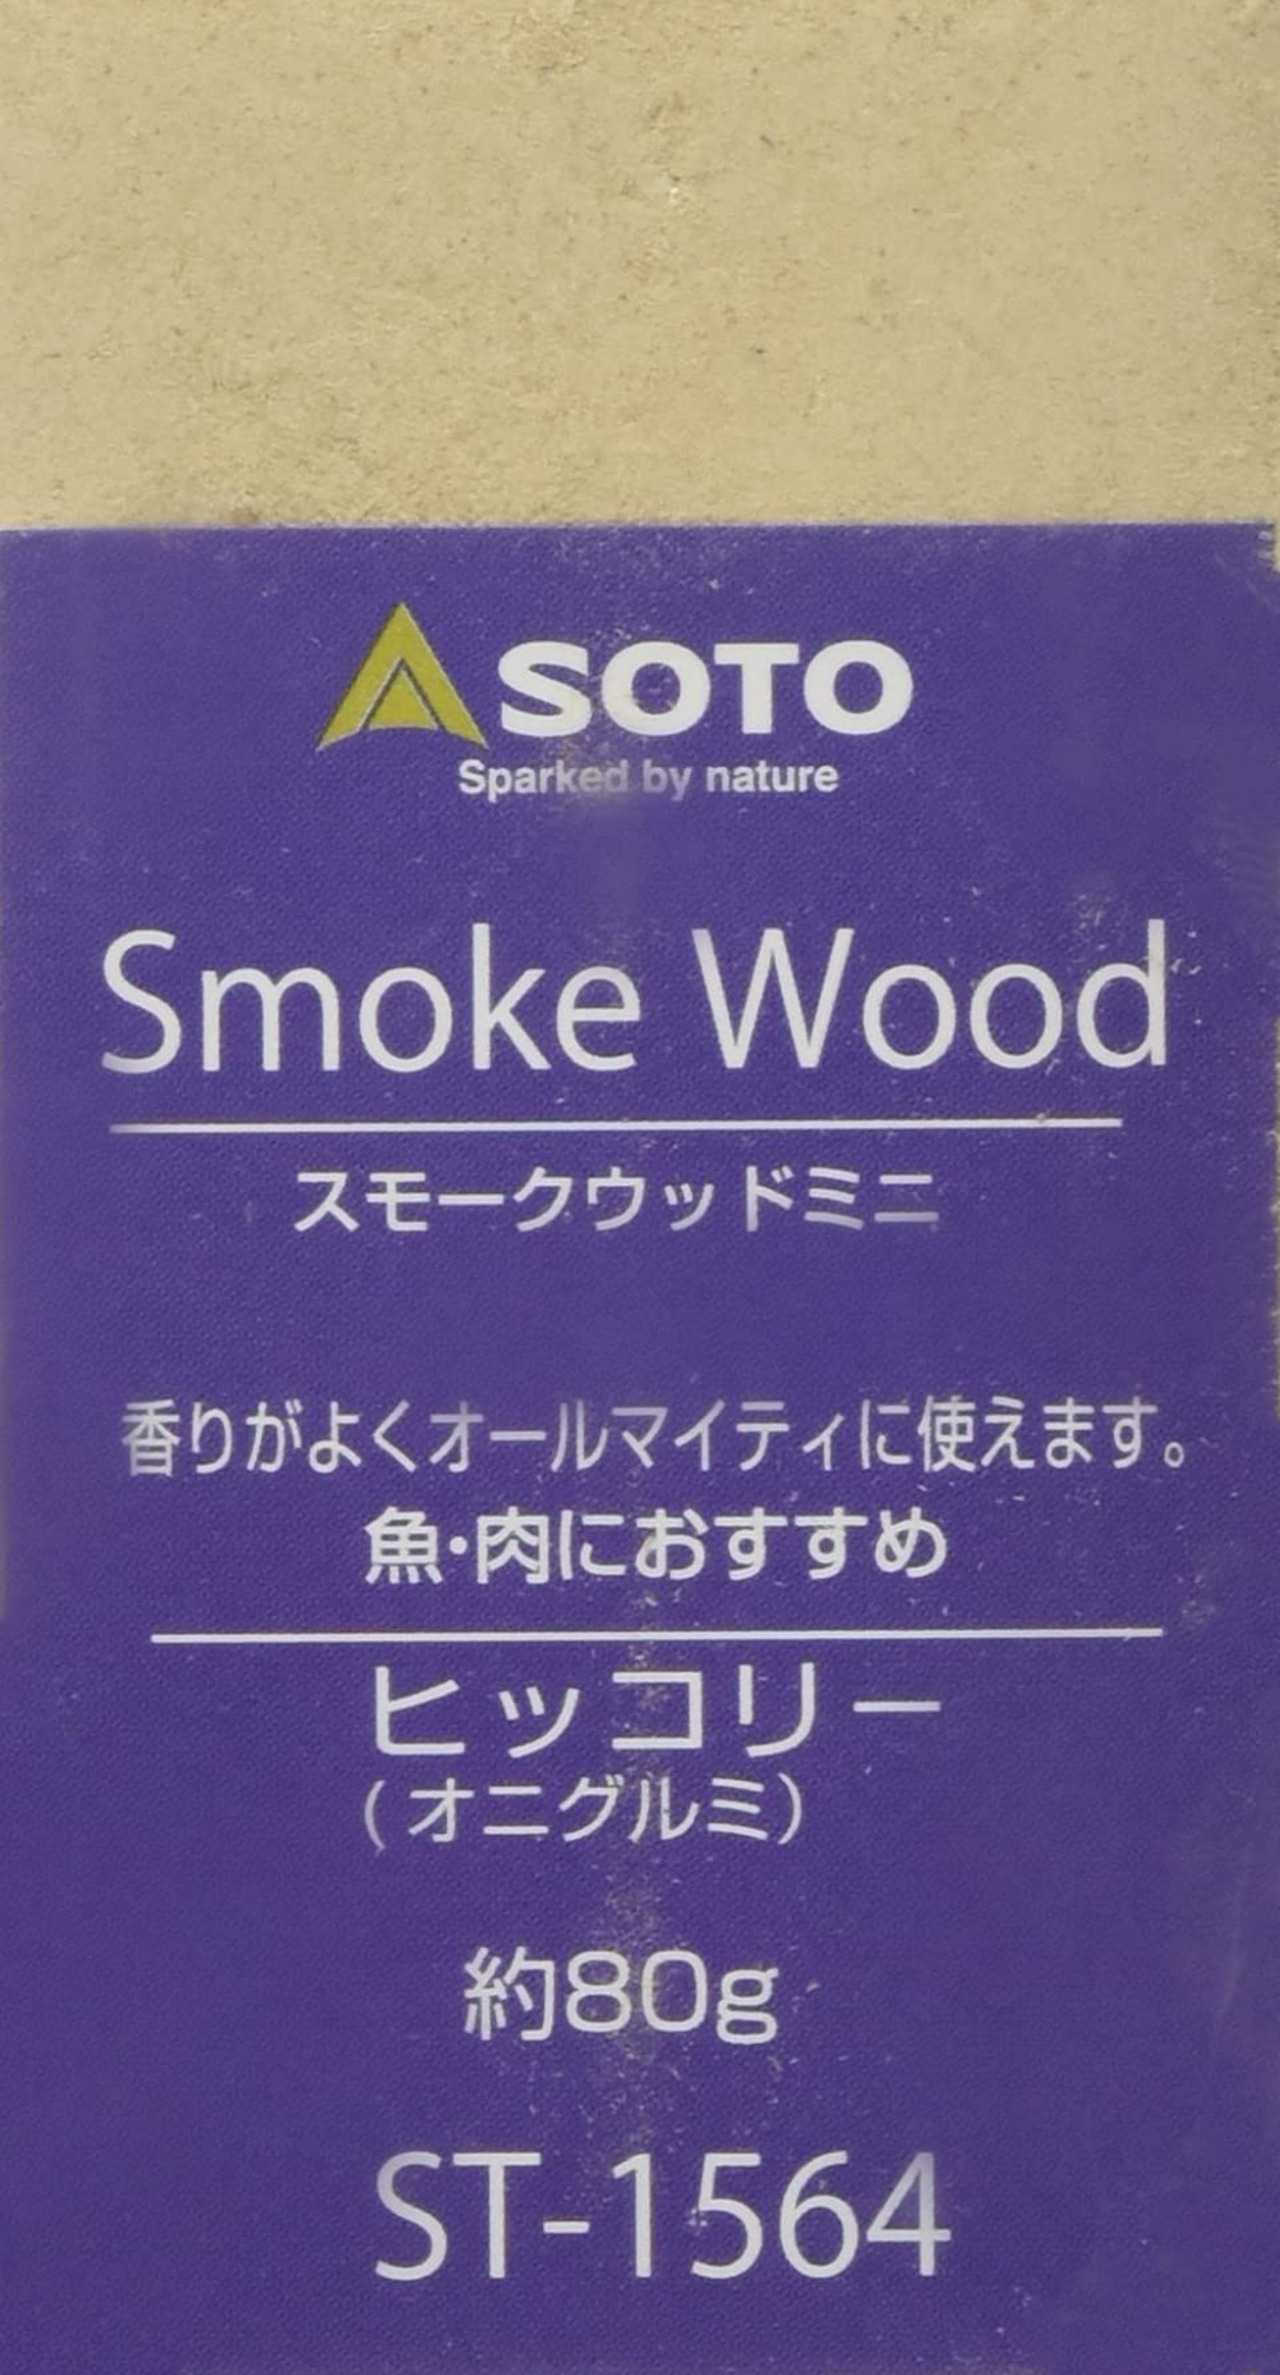 SOTO
Sparked by nature
Smoke Wood
スモークウッドミニ
香りがよくオールマイティに使えます。
魚・肉におすすめ
ヒッコリー
(オニグルミ)
約80g
ST-1564